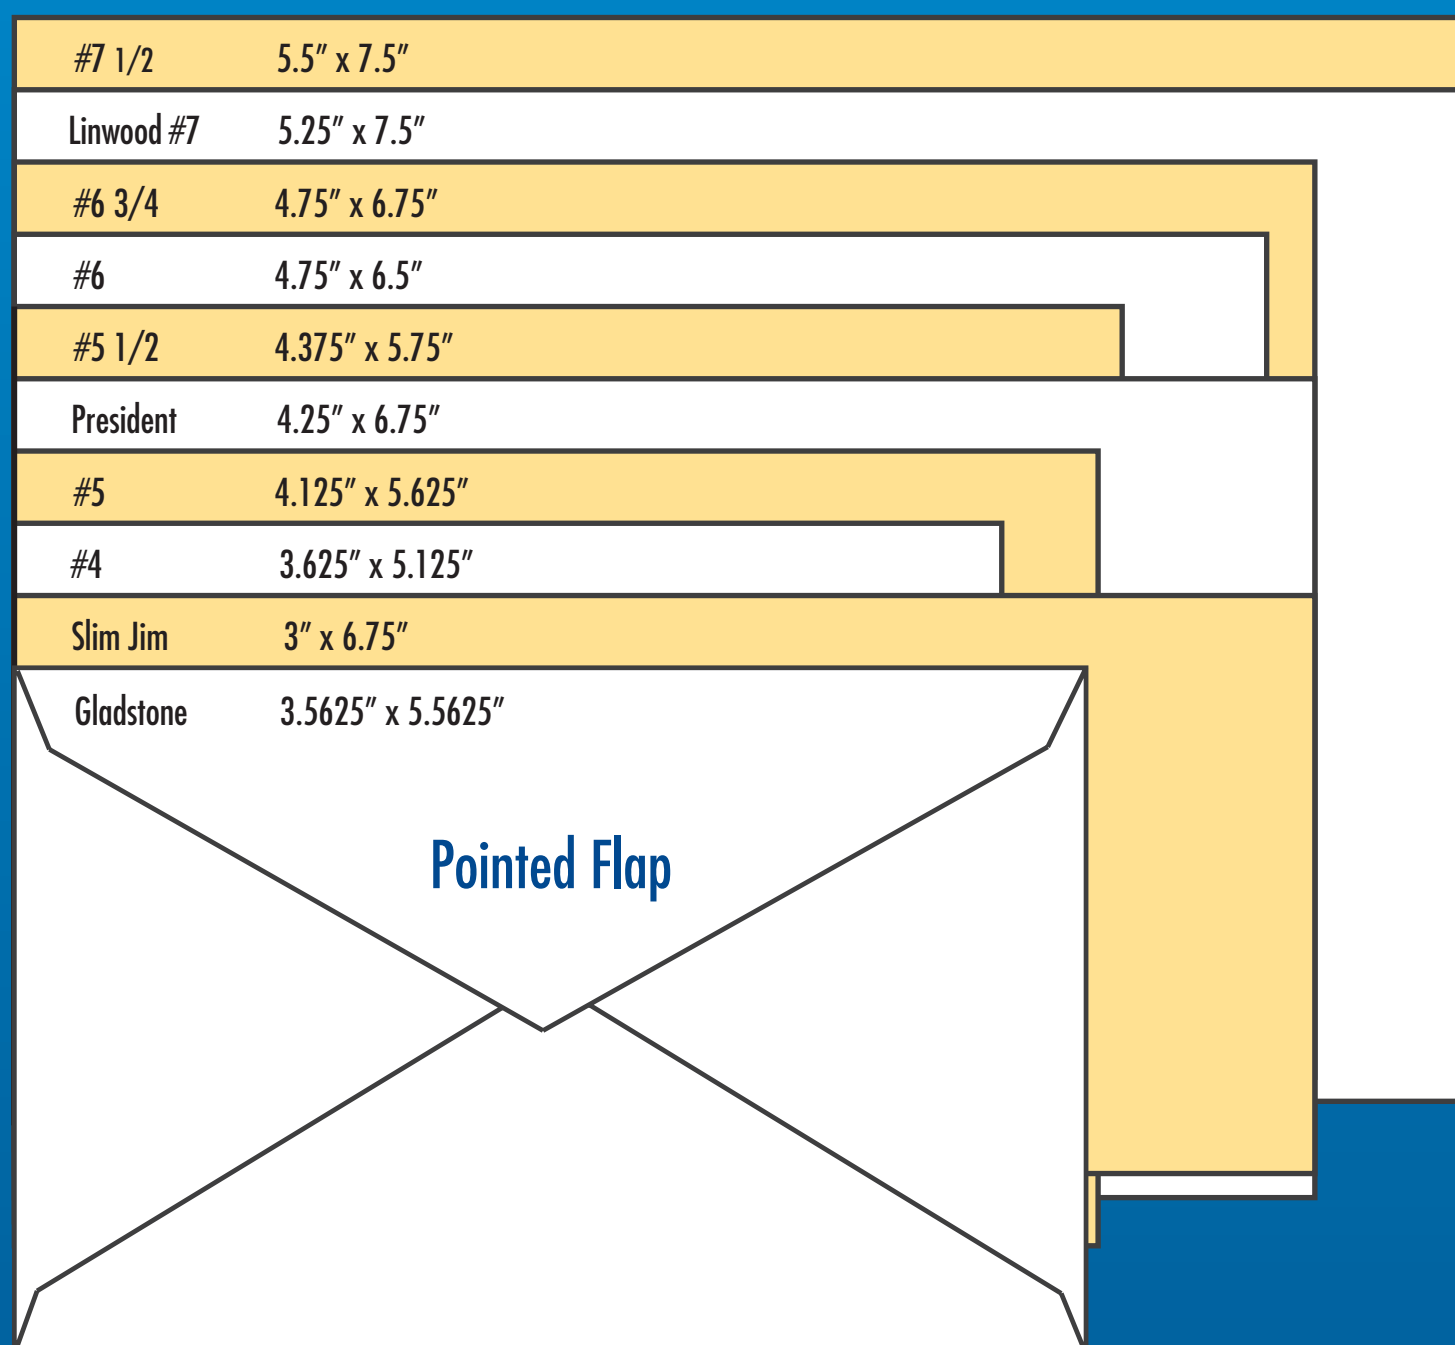 #7 1/2 5.5" x 7.5"
Linwood #7 5.25" x 7.5"
#6 3/4 4.75" x 6.75"
#6 4.75" x 6.5"
#5 1/2 4.375" x 5.75"
President 4.25" x 6.75"
#5 4.125" x 5.625"
#4 3.625" x 5.125"
Slim Jim 3" x 6.75"
Gladstone 3.5625" x 5.5625"
Pointed Flap